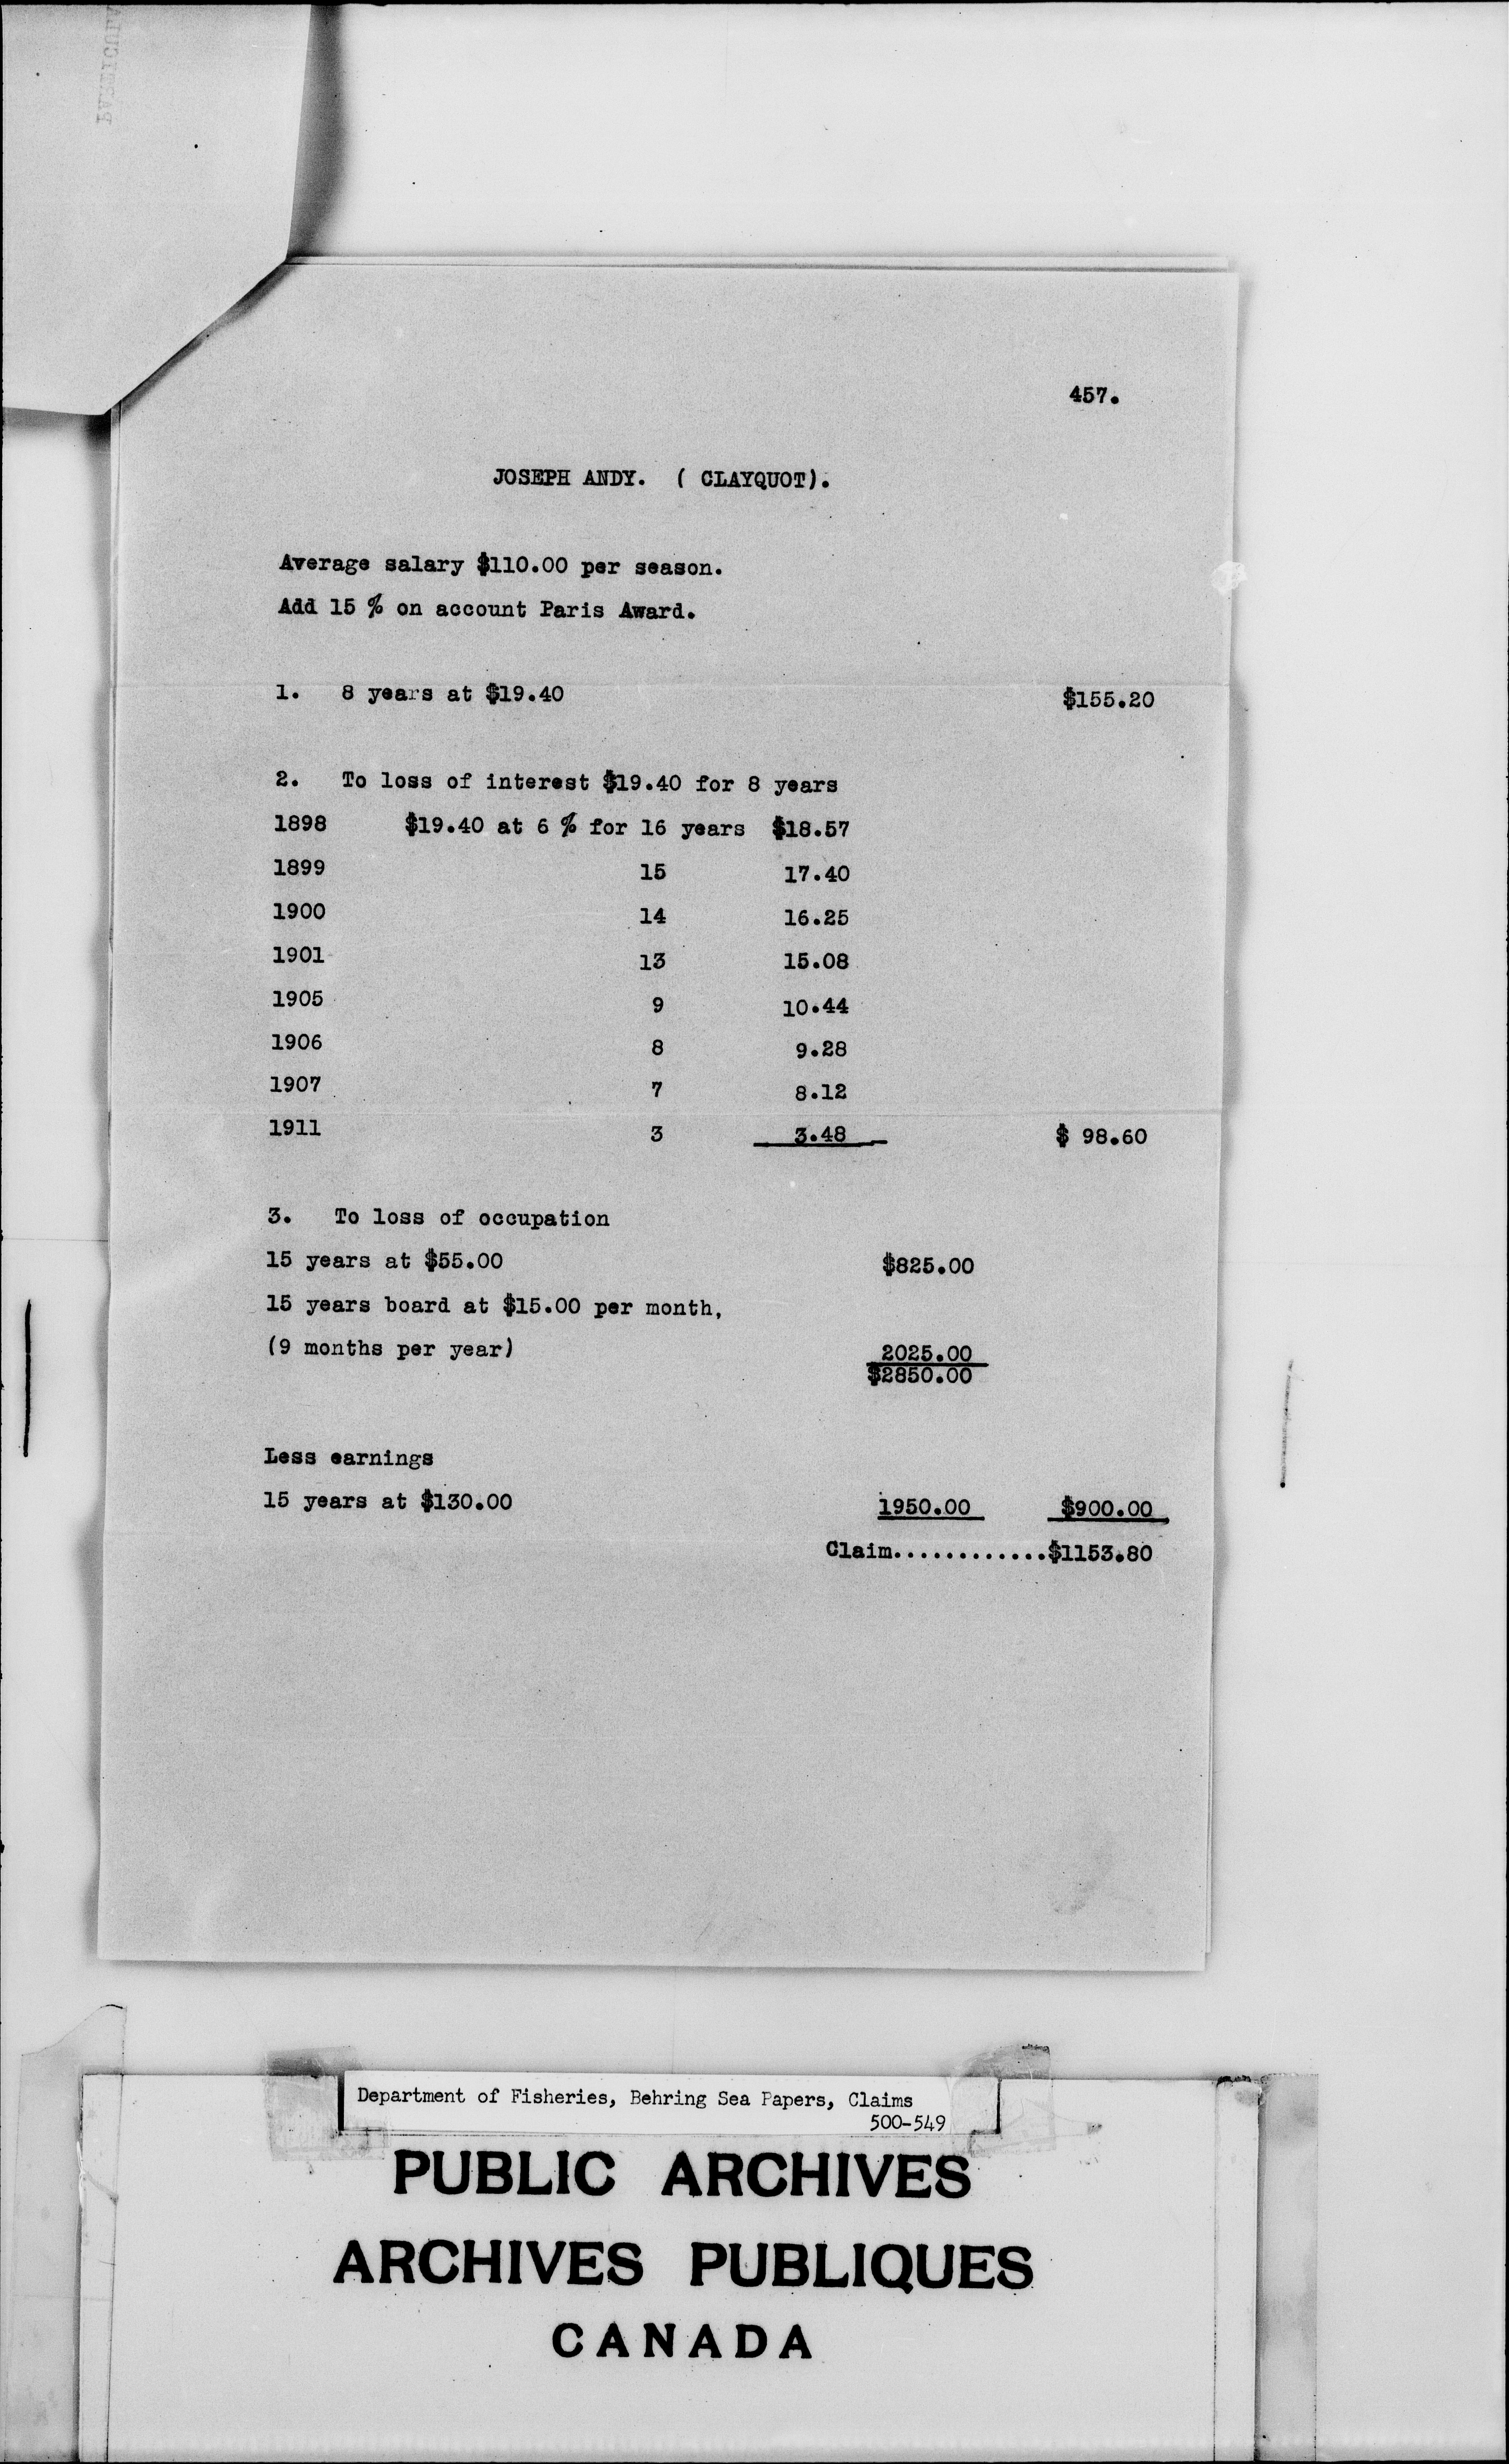 457.
JOSEPH ANDY. ( CLAYQUOT).
Average salary $110.00 per season.
Add 15 % on account Paris Award.
1. 8 years at $19.40 $155.20
2. To loss of interest $19.40 for 8 years
1898 $19.40 at 6 % for 16 years $18.57
1899 15 17.40
1900 14 16.25
1901 13 15.08
1905 9 10.44
1906 8 9.28
1907 7 8.12
1911 3 3.48 $ 98.60
3. To loss of occupation
15 years at $55.00 $825.00
15 years board at $15.00 per month,
(9 months per year) 2025.00
$2850.00
Less earnings
15 years at $130.00 1950.00 $900.00
Claim............$1153.80
Department of Fisheries, Behring Sea Papers, Claims
500-549
PUBLIC ARCHIVES
ARCHIVES PUBLIQUES
CANADA